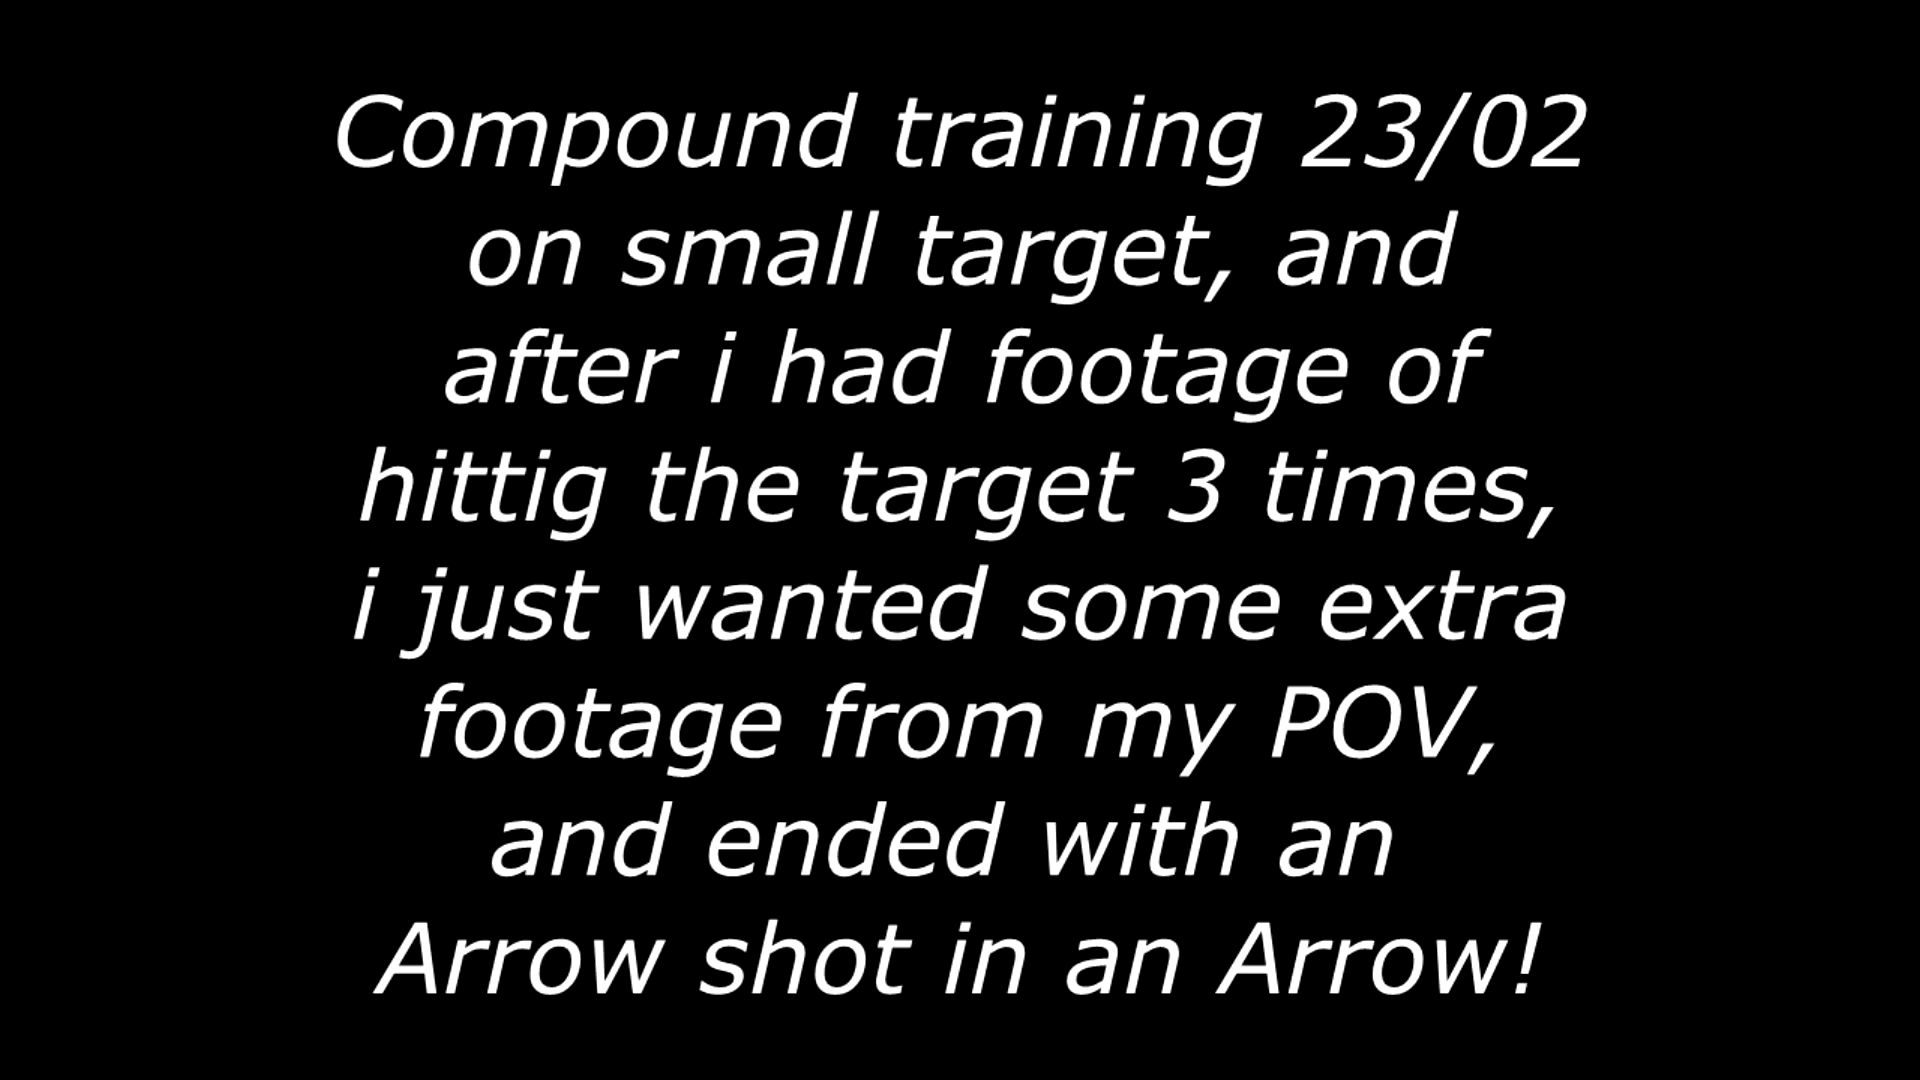 Compound training 23/02
on small target, and
after i had footage of
hittig the target 3 times,
i just wanted some extra
footage from my POV,
and ended with an
Arrow shot in an Arrow!